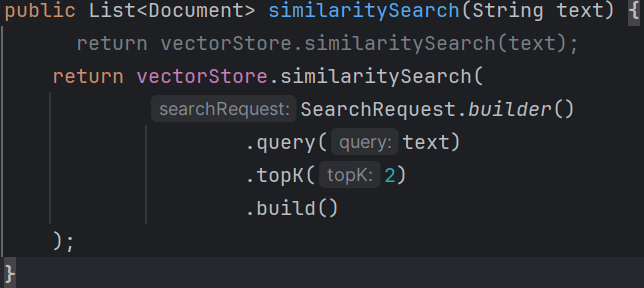 public List<Document> similaritySearch(String text) {
return vectorStore.similaritySearch(text);
return vectorStore.similaritySearch(
searchRequest: SearchRequest.builder()
.query( query: text)
.topK( topK: 2)
.build()
);
}